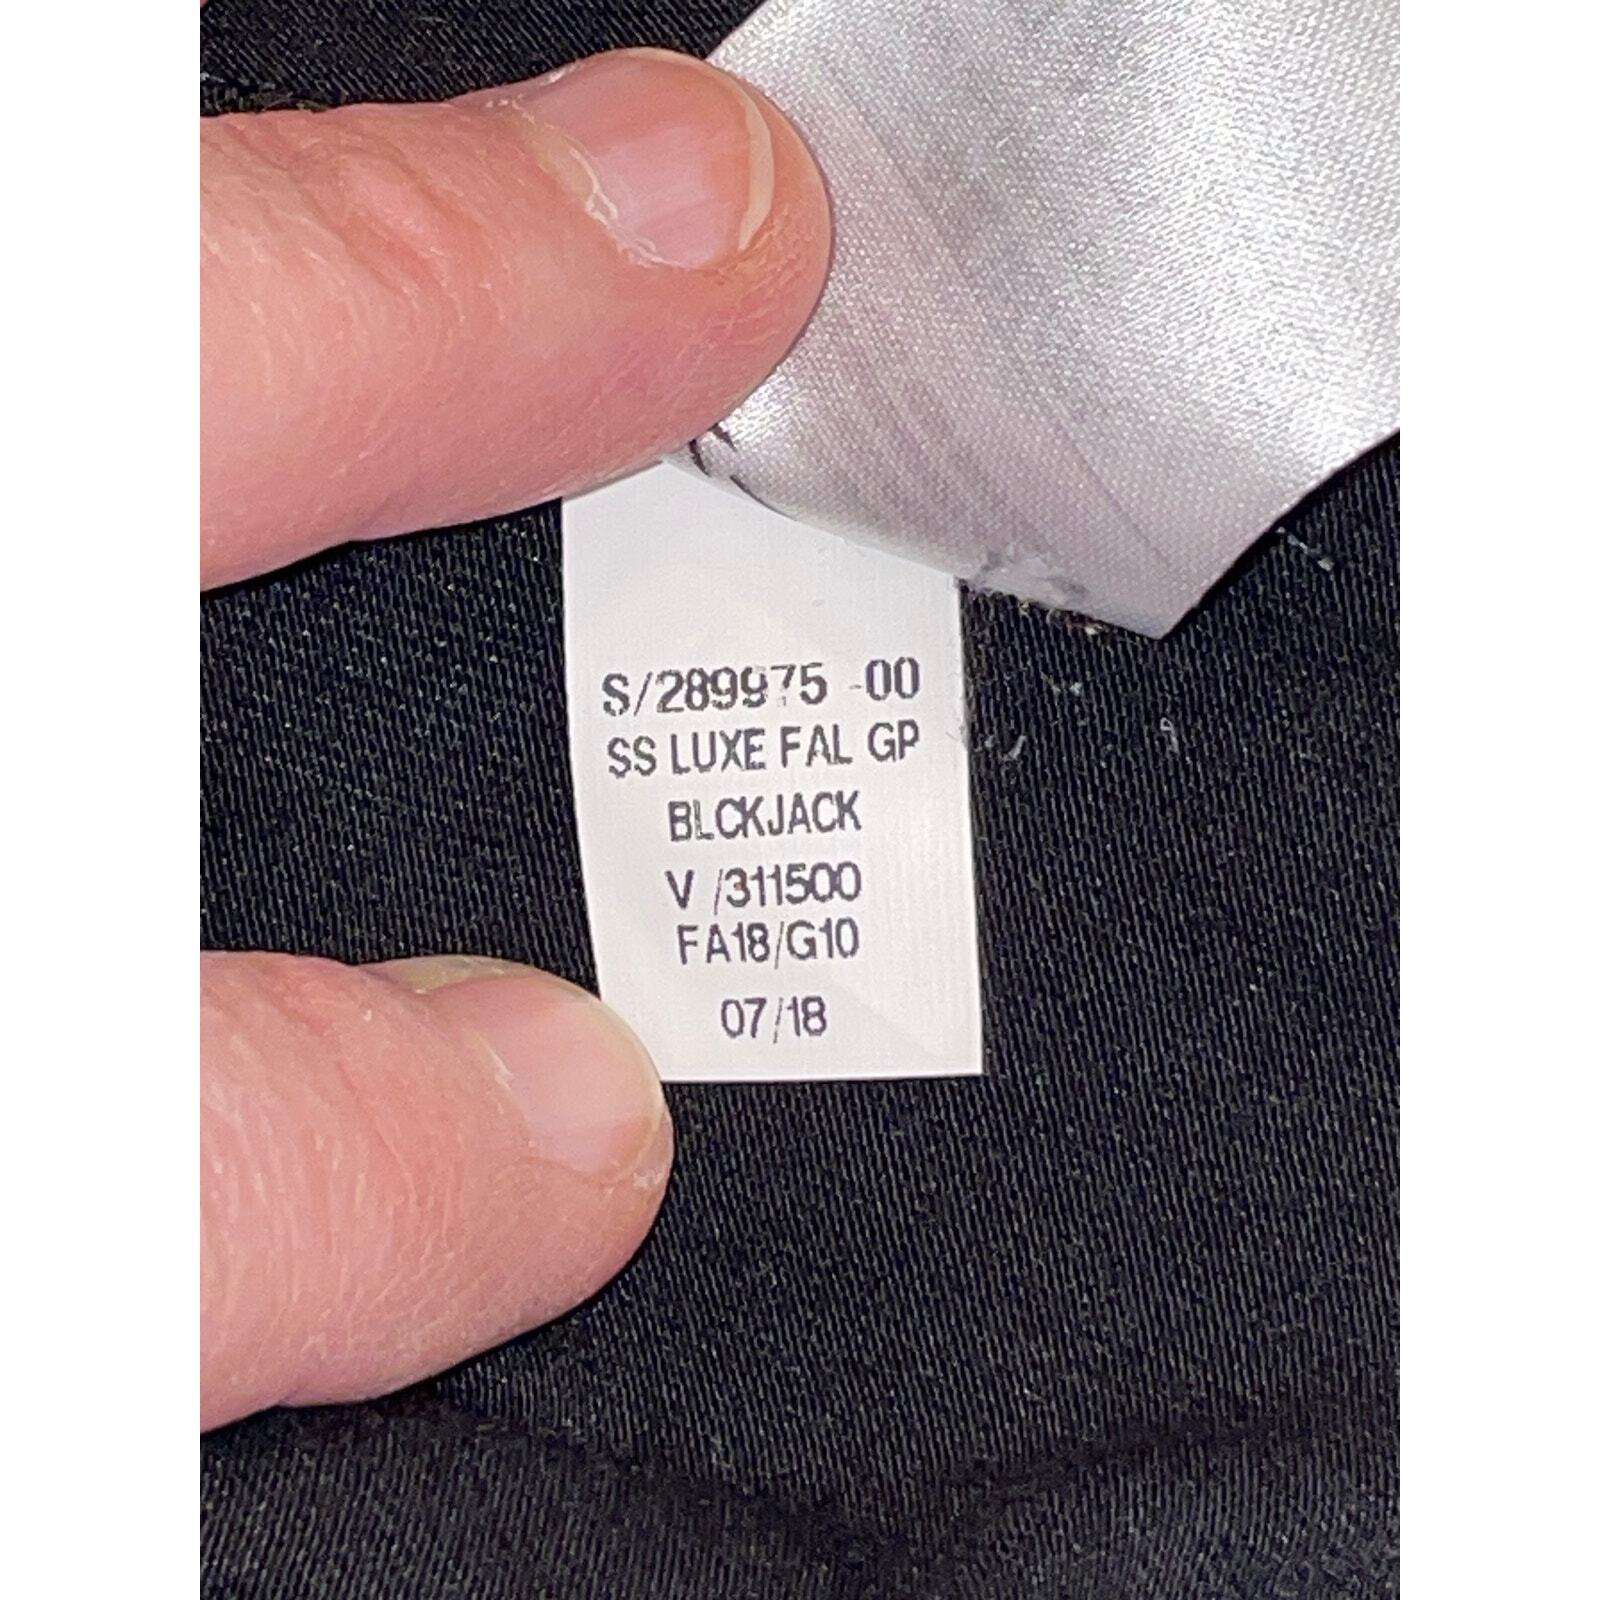 S/289975 -00
SS LUXE FAL GP
BLCKJACK
V /311500
FA18/G10
07/18